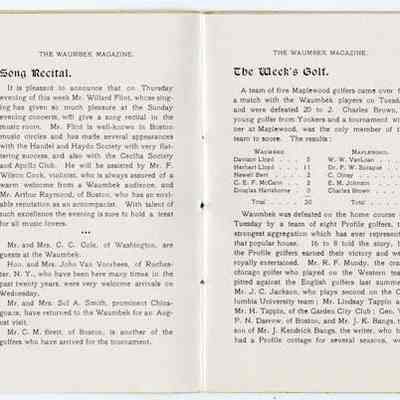 THE WAUMBEK MAGAZINE.
Song Recital.
It is pleasant to announce that on Thursday
evening of this week Mr. Willard Flint, whose sing-
ing has given so much pleasure at the Sunday
evening concerts, will give a song recital in the
music room. Mr. Flint is well-known in Boston
music circles and has made several appearances
with the Handel and Haydn Society with very flat-
tering success, and also with the Cecilia Society
and Apollo Club. He will be assisted by Mr. F.
Wilson Cook, violinist, who is always assured of a
warm welcome from a Waumbek audience, and
Mr. Arthur Raymond, of Boston, who has an envi-
able reputation as an accompanist. With talent of
such excellence the evening is sure to hold a treat
for all music lovers.
***
Mr. and Mrs. C. C. Cole, of Washington, are
guests at the Waumbek.
Hon. and Mrs. John Van Voorhees, of Roches-
ter, N. Y., who have been here many times in the
past twenty years, were very welcome arrivals on
Wednesday.
Mr. and Mrs. Sol A. Smith, prominent Chica-
goans, have returned to the Waumbek for an Aug-
ust visit.
Mr. C. M. Brett, of Boston, is another of the
golfers who have arrived for the tournament.
THE WAUMBEK MAGAZINE.
The Week's Golf.
A team of five Maplewood golfers came over f
a match with the Waumbek players on Tuesda
and were defeated 20 to 2. Charles Brown,
young golfer from Yonkers and a tournament wi
ner at Maplewood, was the only member of t
team to score. The results:
WAUMBEK. MAPLEWOOD.
Davison Lloyd . . 5 W. W. VanLoan . .
Herbert Lloyd . . 11 Dr. P. W. . .
Newell Bent . . 2 C. Olney . .
C. E. F. McCann . . 2 E. M. Johnson . .
Douglas Hartshorne . . 0 Charles Brown . .
Total . . 20 Total . .
Waumbek was defeated on the home course
Tuesday by a team of eight Profile golfers, t
strongest aggregation which has ever represent
that popular house. 16 to 8 told the story, b
the Profile golfers earned their victory and we
royally entertained. Mr. R. F. Mundy, the cra
chicago golfer who played on the Western tea
pitted against the English golfers last summe
Mr. J. C. Jackson, who plays second on the C
lumbia University team; Mr. Lindsay Tappin a
Mr. H. Tappin, of the Garden City Club; Gen. W
P. N. Darrow, of Boston, and Mr. J. K. Bangs, t
son of Mr. J. Kendrick Bangs, the writer, who h
had a Profile cottage for several seasons, we